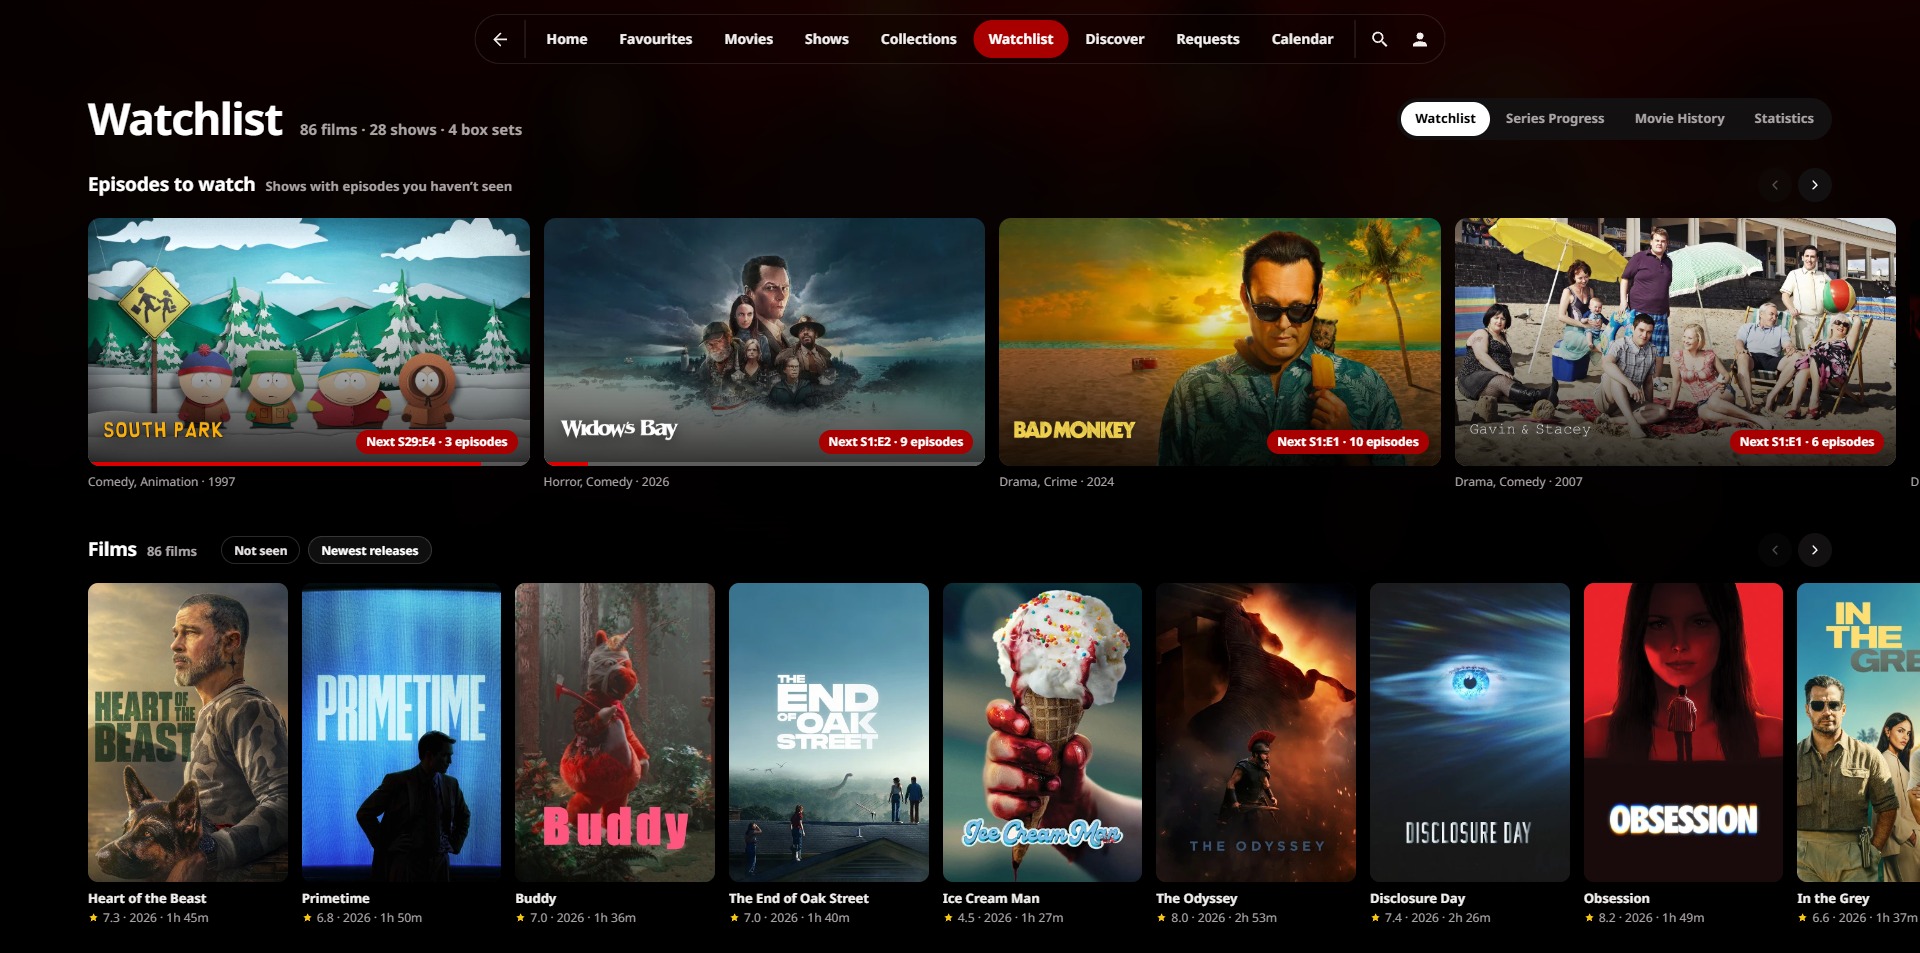 Home
Favourites
Movies
Shows
Collections
Watchlist
Discover
Requests
Calendar
Watchlist
86 films · 28 shows · 4 box sets
Watchlist
Series Progress
Movie History
Statistics
Episodes to watch
Shows with episodes you haven’t seen
SOUTH PARK
Next S29:E4 · 3 episodes
Widow's Bay
Next S1:E2 · 9 episodes
BAD MONKEY
Next S1:E1 · 10 episodes
Gavin & Stacey
Next S1:E1 · 6 episodes
Comedy, Animation · 1997
Horror, Comedy · 2026
Drama, Crime · 2024
Drama, Comedy · 2007
D
Films
86 films
Not seen
Newest releases
HEART OF THE BEAST
PRIMETIME
Buddy
THE
END
OF OAK
STREET
Ice Cream Man
THE ODYSSEY
DISCLOSURE DAY
OBSESSION
IN
THE
GRE
Heart of the Beast
7.3 · 2026 · 1h 45m
Primetime
6.8 · 2026 · 1h 50m
Buddy
7.0 · 2026 · 1h 36m
The End of Oak Street
7.0 · 2026 · 1h 40m
Ice Cream Man
4.5 · 2026 · 1h 27m
The Odyssey
8.0 · 2026 · 2h 53m
Disclosure Day
7.4 · 2026 · 2h 26m
Obsession
8.2 · 2026 · 1h 49m
In the Grey
6.6 · 2026 · 1h 37m